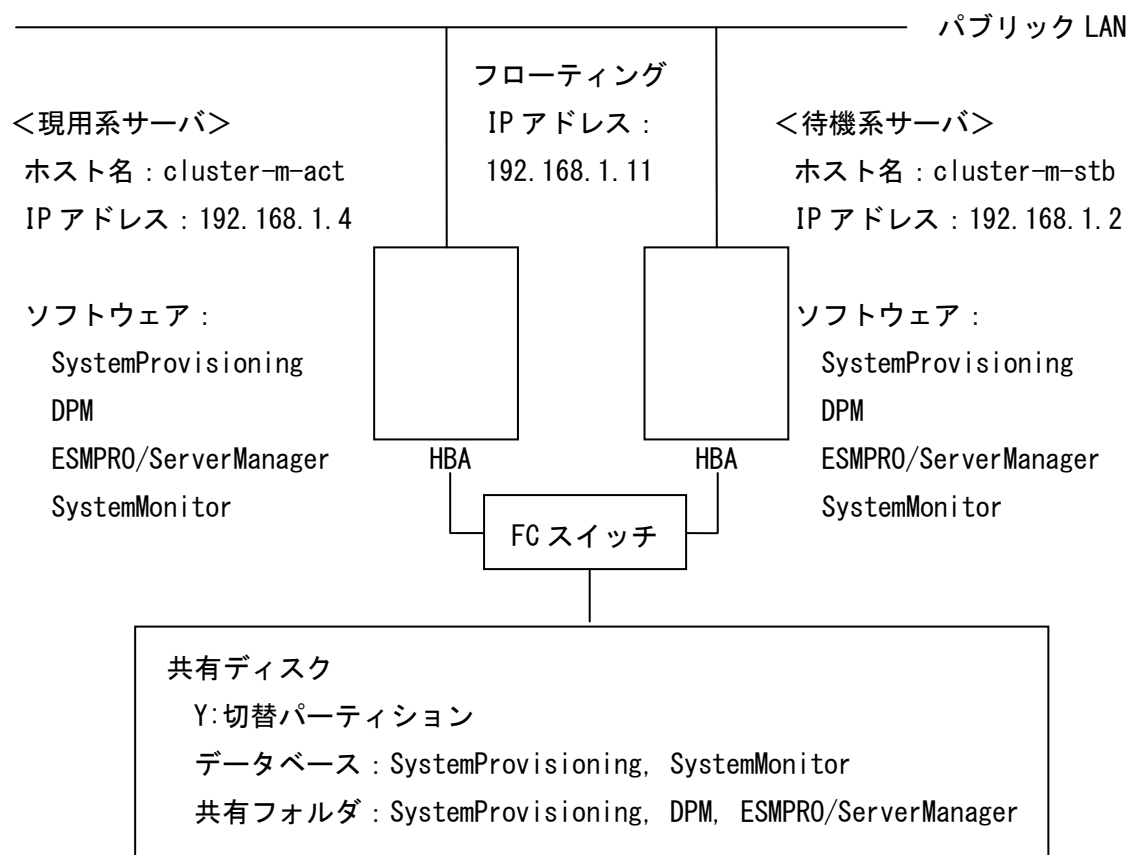 パブリック LAN
フローティング
IP アドレス：
192.168.1.11
＜現用系サーバ＞
ホスト名：cluster-m-act
IP アドレス：192.168.1.4
＜待機系サーバ＞
ホスト名：cluster-m-stb
IP アドレス：192.168.1.2
ソフトウェア：
SystemProvisioning
DPM
ESMPRO/ServerManager
SystemMonitor
ソフトウェア：
SystemProvisioning
DPM
ESMPRO/ServerManager
SystemMonitor
HBA
HBA
FC スイッチ
共有ディスク
Y:切替パーティション
データベース：SystemProvisioning, SystemMonitor
共有フォルダ：SystemProvisioning, DPM, ESMPRO/ServerManager